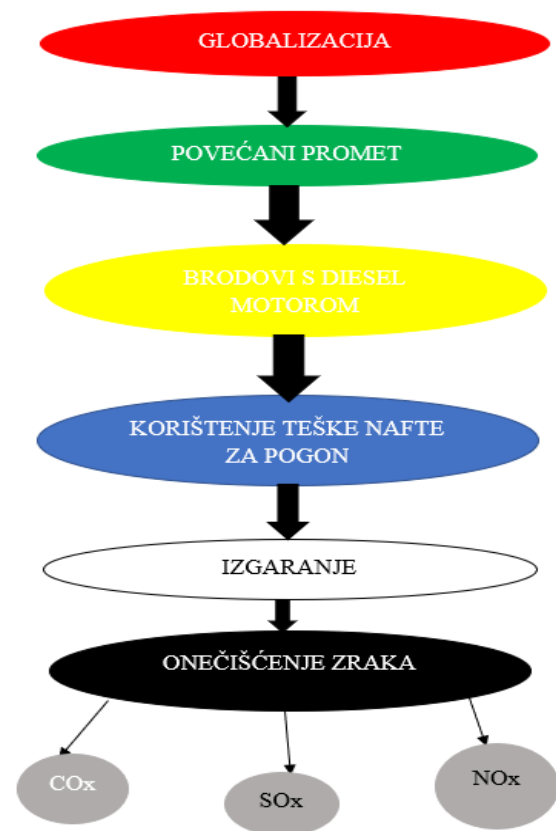 GLOBALIZACIJA
POVEĆANI PROMET
BRODOVI S DIESEL
MOTOROM
KORIŠTENJE TEŠKE NAFTE
ZA POGON
IZGARANJE
ONEČIŠĆENJE ZRAKA
COx
SOx
NOx